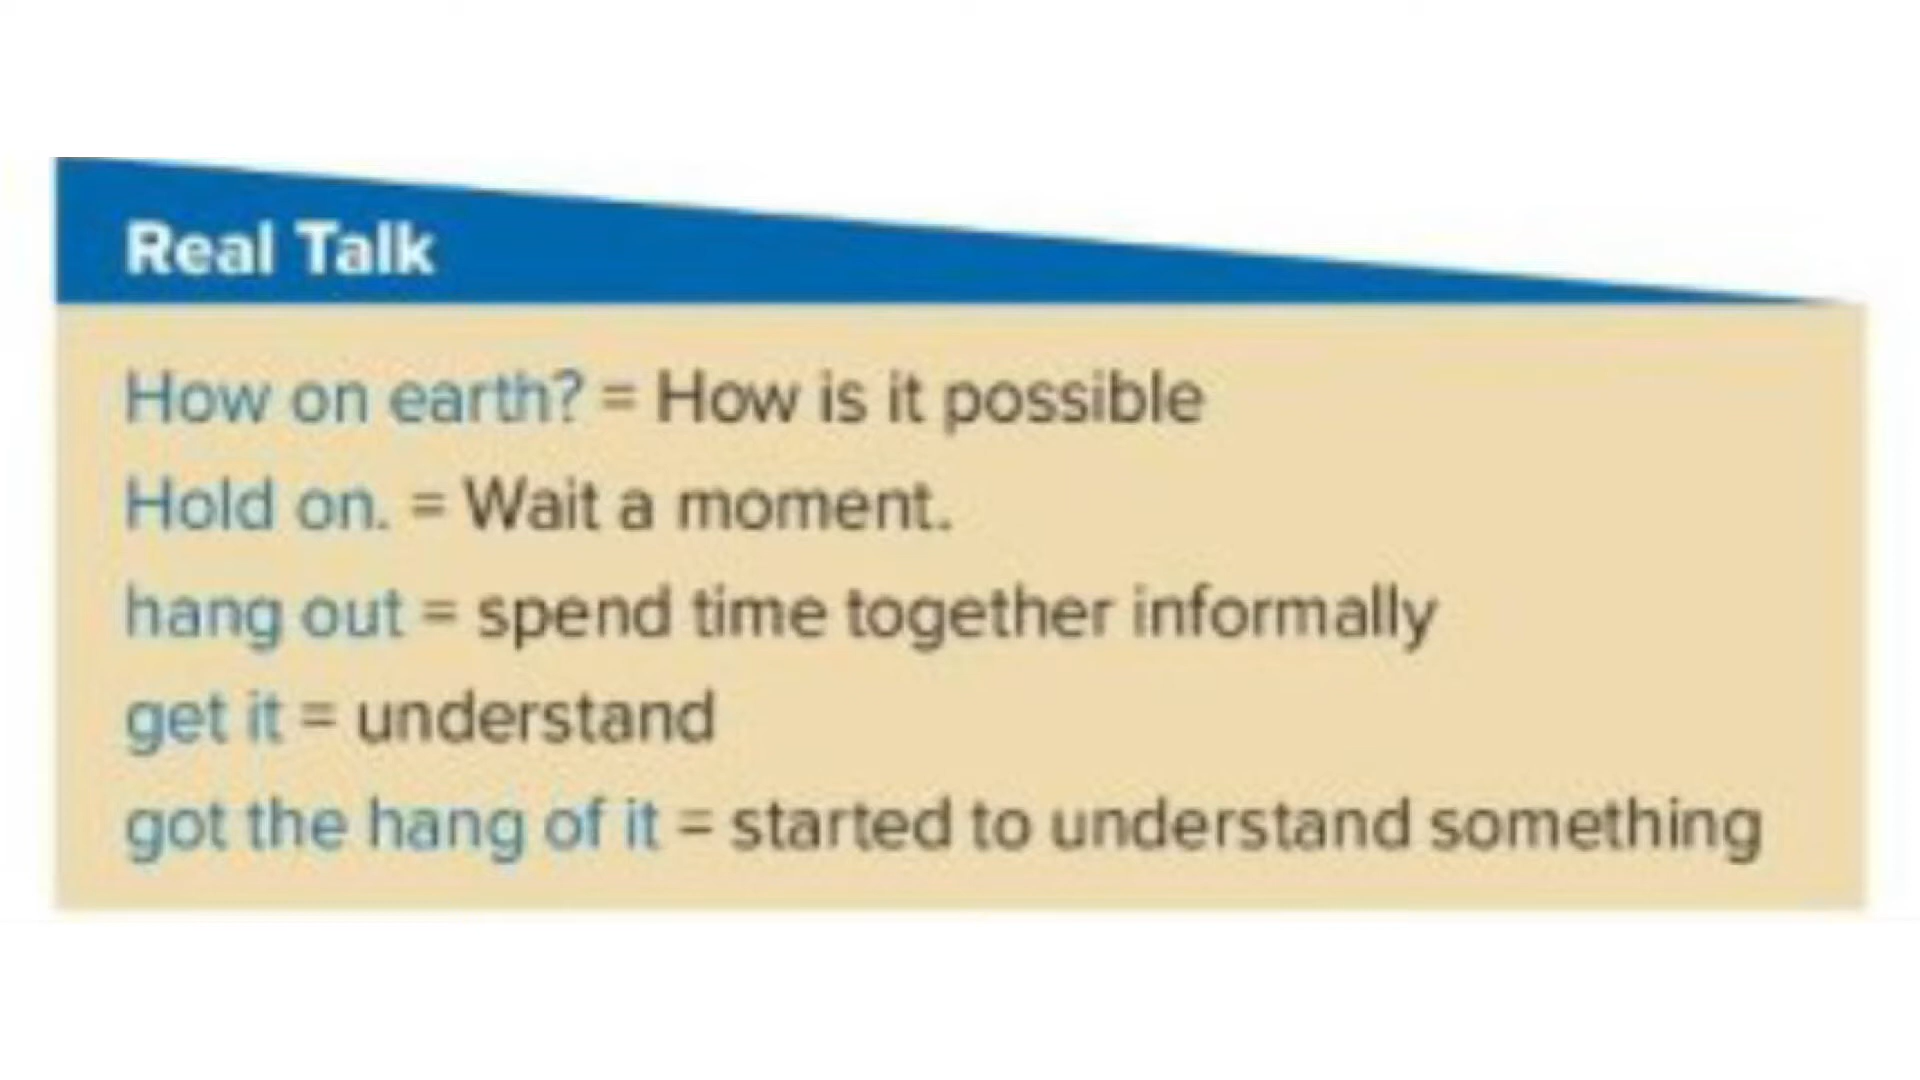 Real Talk
How on earth? = How is it possible
Hold on. = Wait a moment.
hang out = spend time together informally
get it = understand
got the hang of it = started to understand something